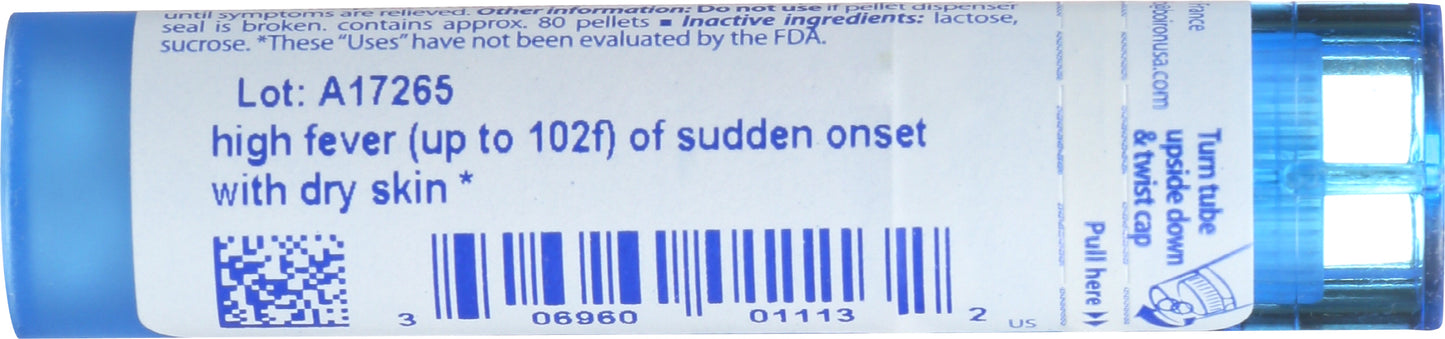 until symptoms are relieved. Other information: Do not use if pellet dispenser
seal is broken. contains approx. 80 pellets ■ Inactive ingredients: lactose,
sucrose. *These “Uses” have not been evaluated by the FDA.
Lot: A17265
high fever (up to 102f) of sudden onset
with dry skin *
3 06960 01113 2 US
france
@boironusa.com
Turn tube
upside down
& twist cap
Pull here